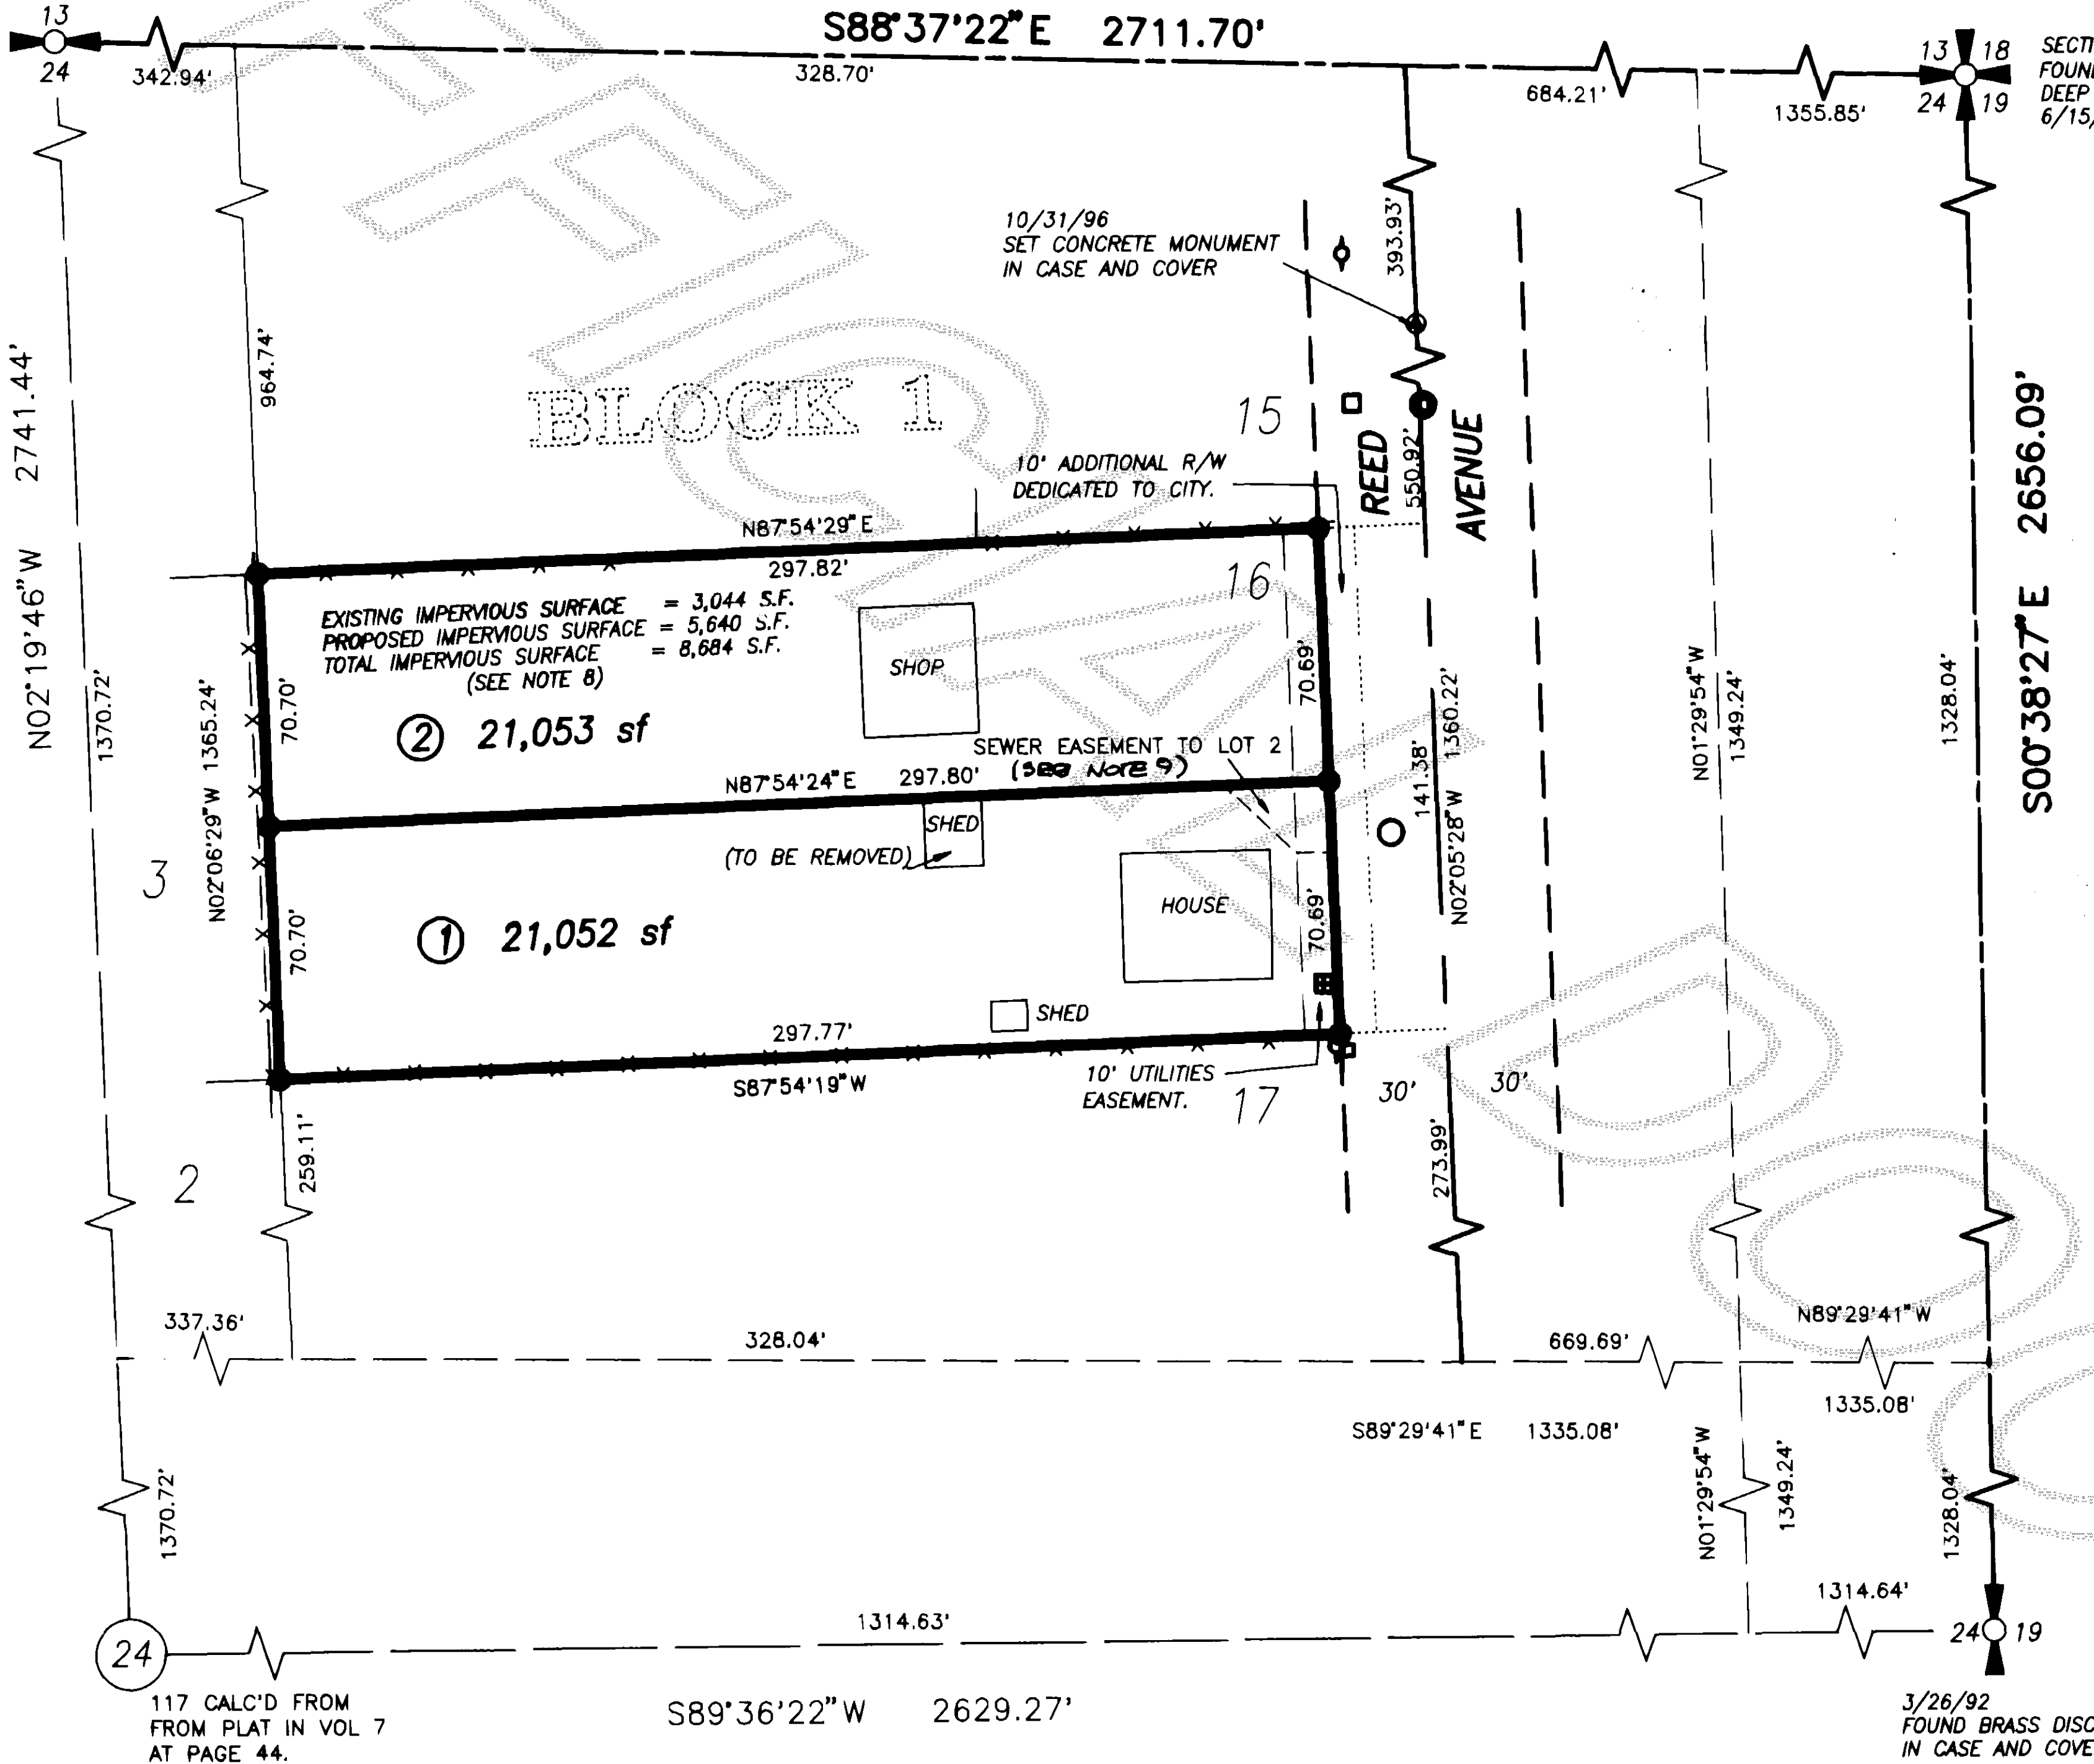 13
24
S88°37'22"E 2711.70'
342.94'
328.70'
684.21'
1355.85'
13 18
24 19
SECTI
FOUN
DEEP
6/15/
10/31/96
SET CONCRETE MONUMENT
IN CASE AND COVER
393.93'
N02°19'46"W 2741.44'
964.74'
BLOCK 1
15
REED
AVENUE
550.92'
10' ADDITIONAL R/W
DEDICATED TO CITY.
S00°38'27"E 2656.09'
N87°54'29"E
297.82'
16
EXISTING IMPERVIOUS SURFACE = 3,044 S.F.
PROPOSED IMPERVIOUS SURFACE = 5,640 S.F.
TOTAL IMPERVIOUS SURFACE = 8,684 S.F.
(SEE NOTE 8)
SHOP
70.69'
70.70'
1370.72'
N02°06'29"W 1365.24'
2 21,053 sf
SEWER EASEMENT TO LOT 2
(SEE NOTE 9)
N87°54'24"E 297.80'
141.38'
N02°05'28"W 1360.22'
N01°29'54"W
1349.24'
1328.04'
SHED
(TO BE REMOVED)
3
70.70'
1 21,052 sf
HOUSE
70.69'
SHED
297.77'
S87°54'19"W
10' UTILITIES
EASEMENT.
17
30'
30'
259.11'
273.99'
2
337.36'
328.04'
669.69'
N89°29'41"W
1335.08'
S89°29'41"E 1335.08'
1370.72'
N01°29'54"W
1349.24'
1328.04'
1314.63'
1314.64'
24
24 19
117 CALC'D FROM
FROM PLAT IN VOL 7
AT PAGE 44.
S89°36'22"W 2629.27'
3/26/92
FOUND BRASS DISC
IN CASE AND COVE